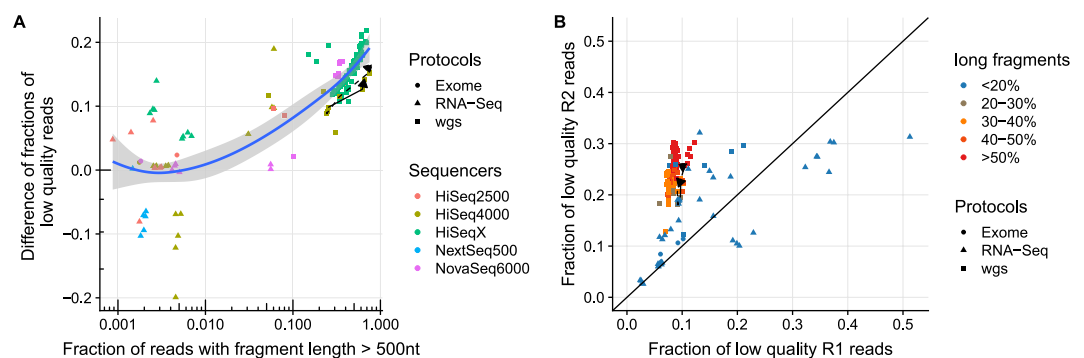 A
Difference of fractions of
low quality reads
0.2
0.1
0.0
−0.1
−0.2
0.001
0.010
0.100
1.000
Fraction of reads with fragment length > 500nt
Protocols
Exome
RNA−Seq
wgs
Sequencers
HiSeq2500
HiSeq4000
HiSeqX
NextSeq500
NovaSeq6000
B
Fraction of low quality R2 reads
0.5
0.4
0.3
0.2
0.1
0.0
0.0
0.1
0.2
0.3
0.4
0.5
Fraction of low quality R1 reads
long fragments
<20%
20−30%
30−40%
40−50%
>50%
Protocols
Exome
RNA−Seq
wgs